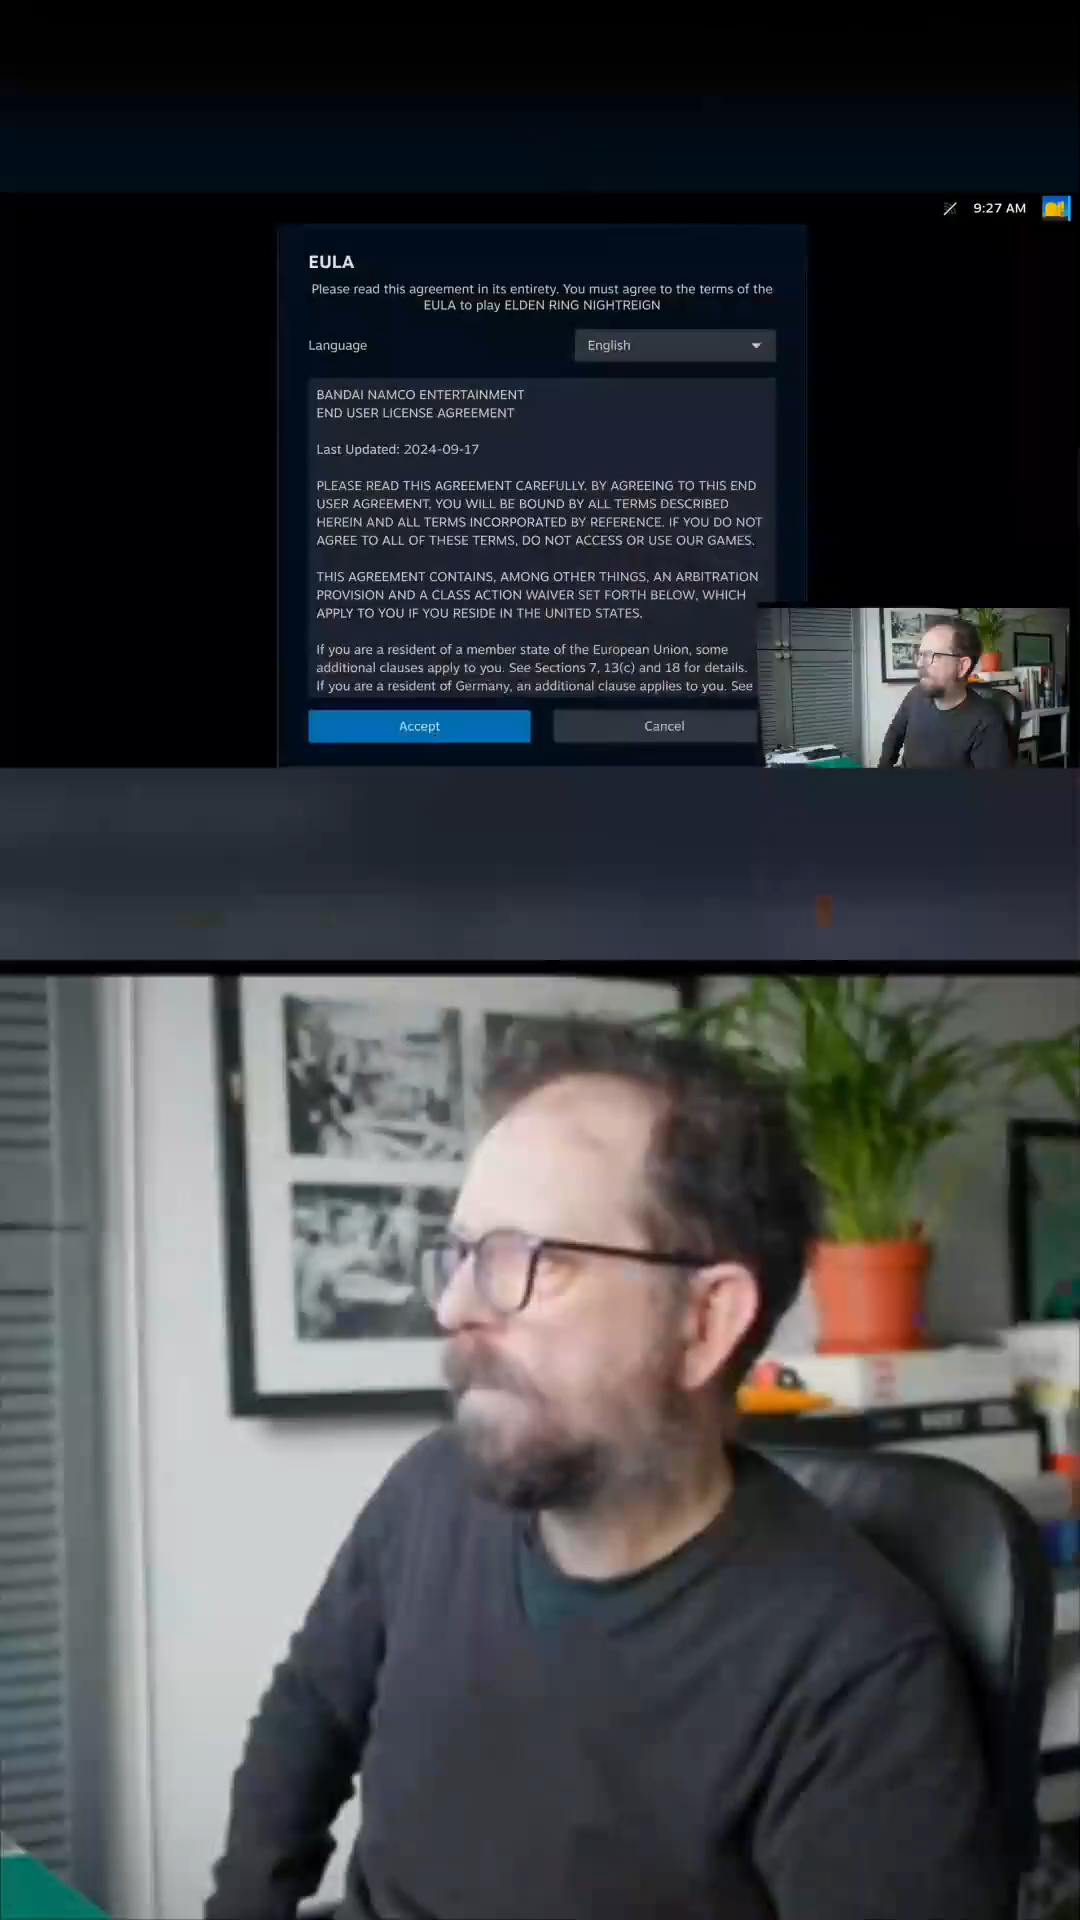 9:27 AM
EULA
Please read this agreement in its entirety. You must agree to the terms of the
EULA to play ELDEN RING NIGHTREIGN
Language
English
BANDAI NAMCO ENTERTAINMENT
END USER LICENSE AGREEMENT
Last Updated: 2024-09-17
PLEASE READ THIS AGREEMENT CAREFULLY. BY AGREEING TO THIS END
USER AGREEMENT, YOU WILL BE BOUND BY ALL TERMS DESCRIBED
HEREIN AND ALL TERMS INCORPORATED BY REFERENCE. IF YOU DO NOT
AGREE TO ALL OF THESE TERMS, DO NOT ACCESS OR USE OUR GAMES.
THIS AGREEMENT CONTAINS, AMONG OTHER THINGS, AN ARBITRATION
PROVISION AND A CLASS ACTION WAIVER SET FORTH BELOW, WHICH
APPLY TO YOU IF YOU RESIDE IN THE UNITED STATES.
If you are a resident of a member state of the European Union, some
additional clauses apply to you. See Sections 7, 13(c) and 18 for details.
If you are a resident of Germany, an additional clause applies to you. See
Accept
Cancel